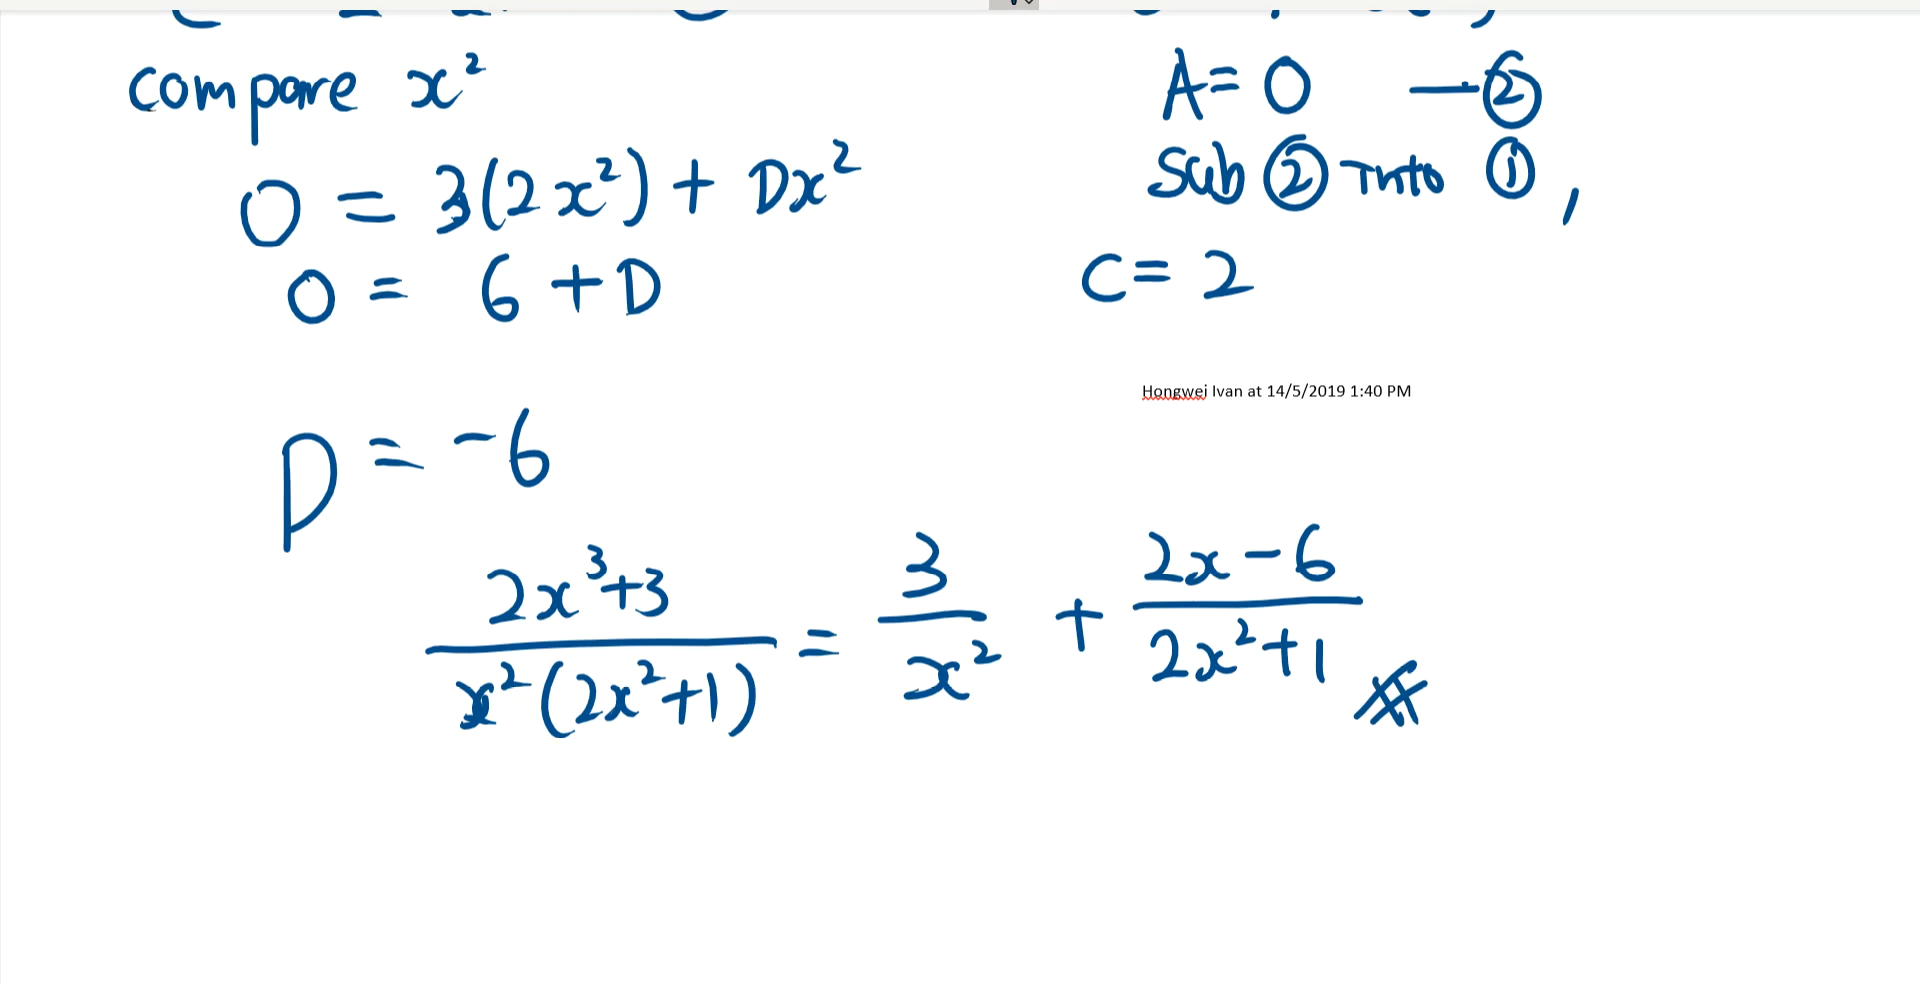 compare x²
0 = 3(2x²) + Dx²
0 = 6 + D
D = -6
A = 0 — ②
Sub ② into ①,
C = 2
Hongwei Ivan at 14/5/2019 1:40 PM
(2x³+3)/(x²(2x²+1)) = 3/x² + (2x-6)/(2x²+1)